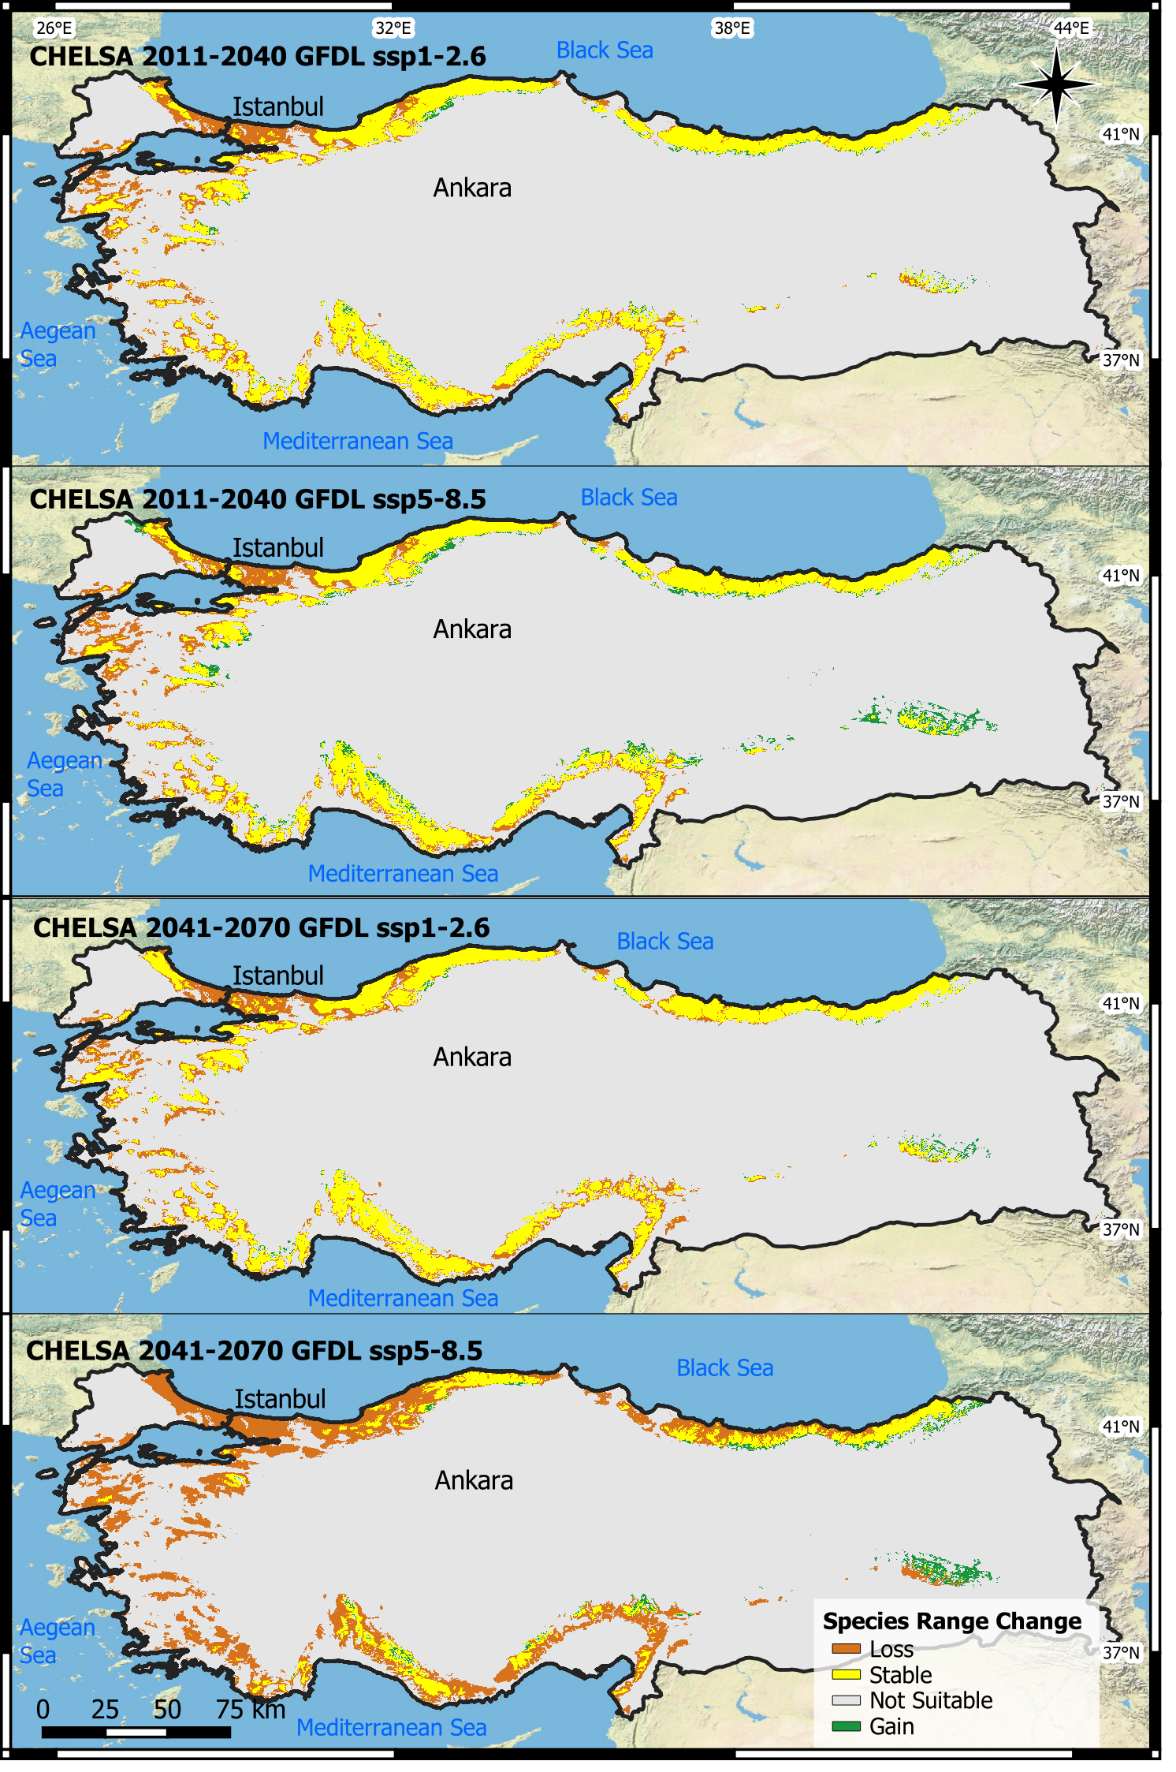 26°E 32°E 38°E 44°E
CHELSA 2011-2040 GFDL ssp1-2.6
Black Sea
Istanbul
41°N
Ankara
Aegean
Sea
37°N
Mediterranean Sea
CHELSA 2011-2040 GFDL ssp5-8.5
Black Sea
Istanbul
41°N
Ankara
Aegean
Sea
37°N
Mediterranean Sea
CHELSA 2041-2070 GFDL ssp1-2.6
Black Sea
Istanbul
41°N
Ankara
Aegean
Sea
37°N
Mediterranean Sea
CHELSA 2041-2070 GFDL ssp5-8.5
Black Sea
Istanbul
41°N
Ankara
Aegean
Sea
37°N
Species Range Change
Loss
Stable
Not Suitable
Gain
0 25 50 75 km
Mediterranean Sea